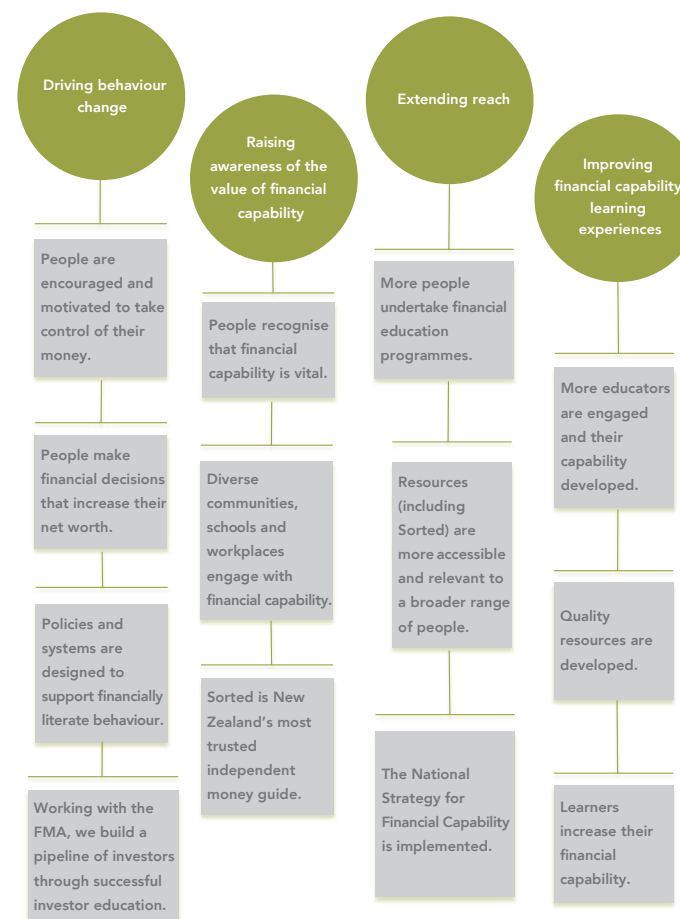 Driving behaviour
change
People are
encouraged and
motivated to take
control of their
money.
People make
financial decisions
that increase their
net worth.
Policies and
systems are
designed to
support financially
literate behaviour.
Working with the
FMA, we build a
pipeline of investors
through successful
investor education.
Raising
awareness of the
value of financial
capability
People recognise
that financial
capability is vital.
Diverse
communities,
schools and
workplaces
engage with
financial capability.
Sorted is New
Zealand's most
trusted
independent
money guide.
Extending reach
More people
undertake financial
education
programmes.
Resources
(including
Sorted) are
more accessible
and relevant to
a broader range
of people.
The National
Strategy for
Financial Capability
is implemented.
Improving
financial capability
learning
experiences
More educators
are engaged
and their
capability
developed.
Quality
resources are
developed.
Learners
increase their
financial
capability.